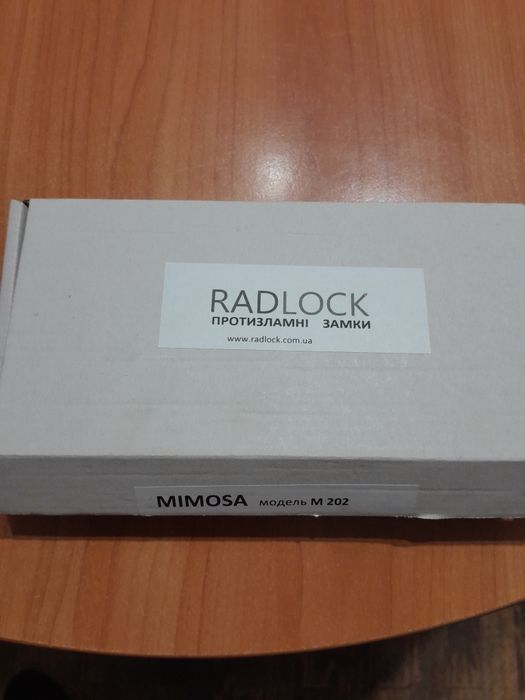 RADLOCK
ПРОТИЗЛАМНІ ЗАМКИ
www.radlock.com.ua
MIMOSA модель М 202